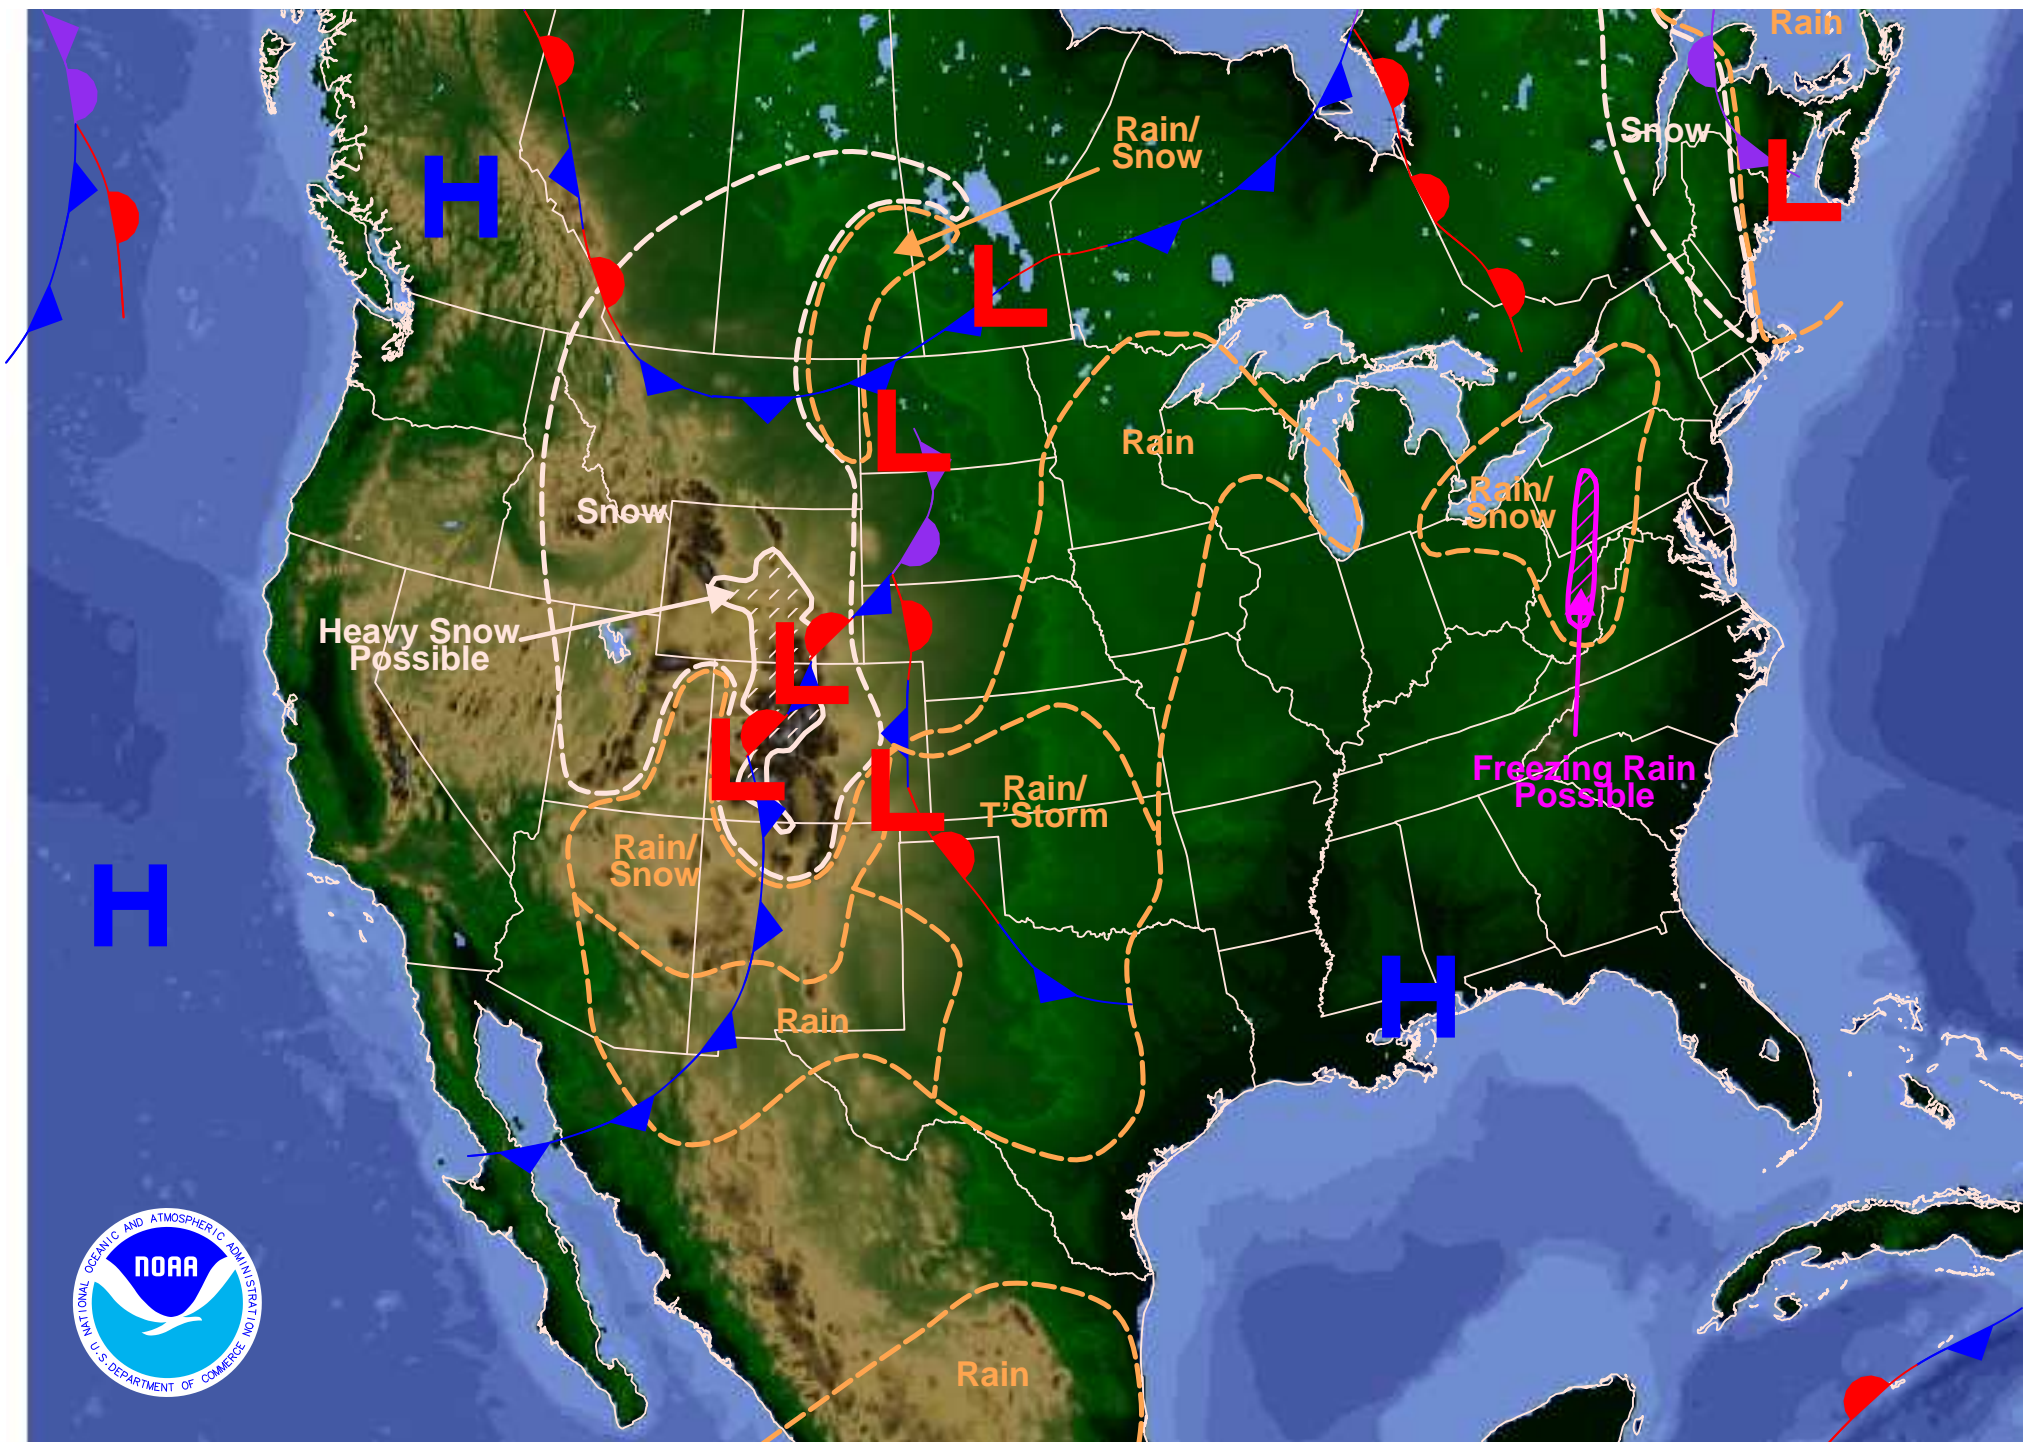 Rain
Rain/
Snow
Snow
H
L
L
Rain
L
Snow
Rain/
Snow
Heavy Snow
Possible
L
L
L
Rain/
T'Storm
Freezing Rain
Possible
Rain/
Snow
H
H
Rain
NATIONAL OCEANIC AND ATMOSPHERIC ADMINISTRATION
NOAA
U.S. DEPARTMENT OF COMMERCE
Rain